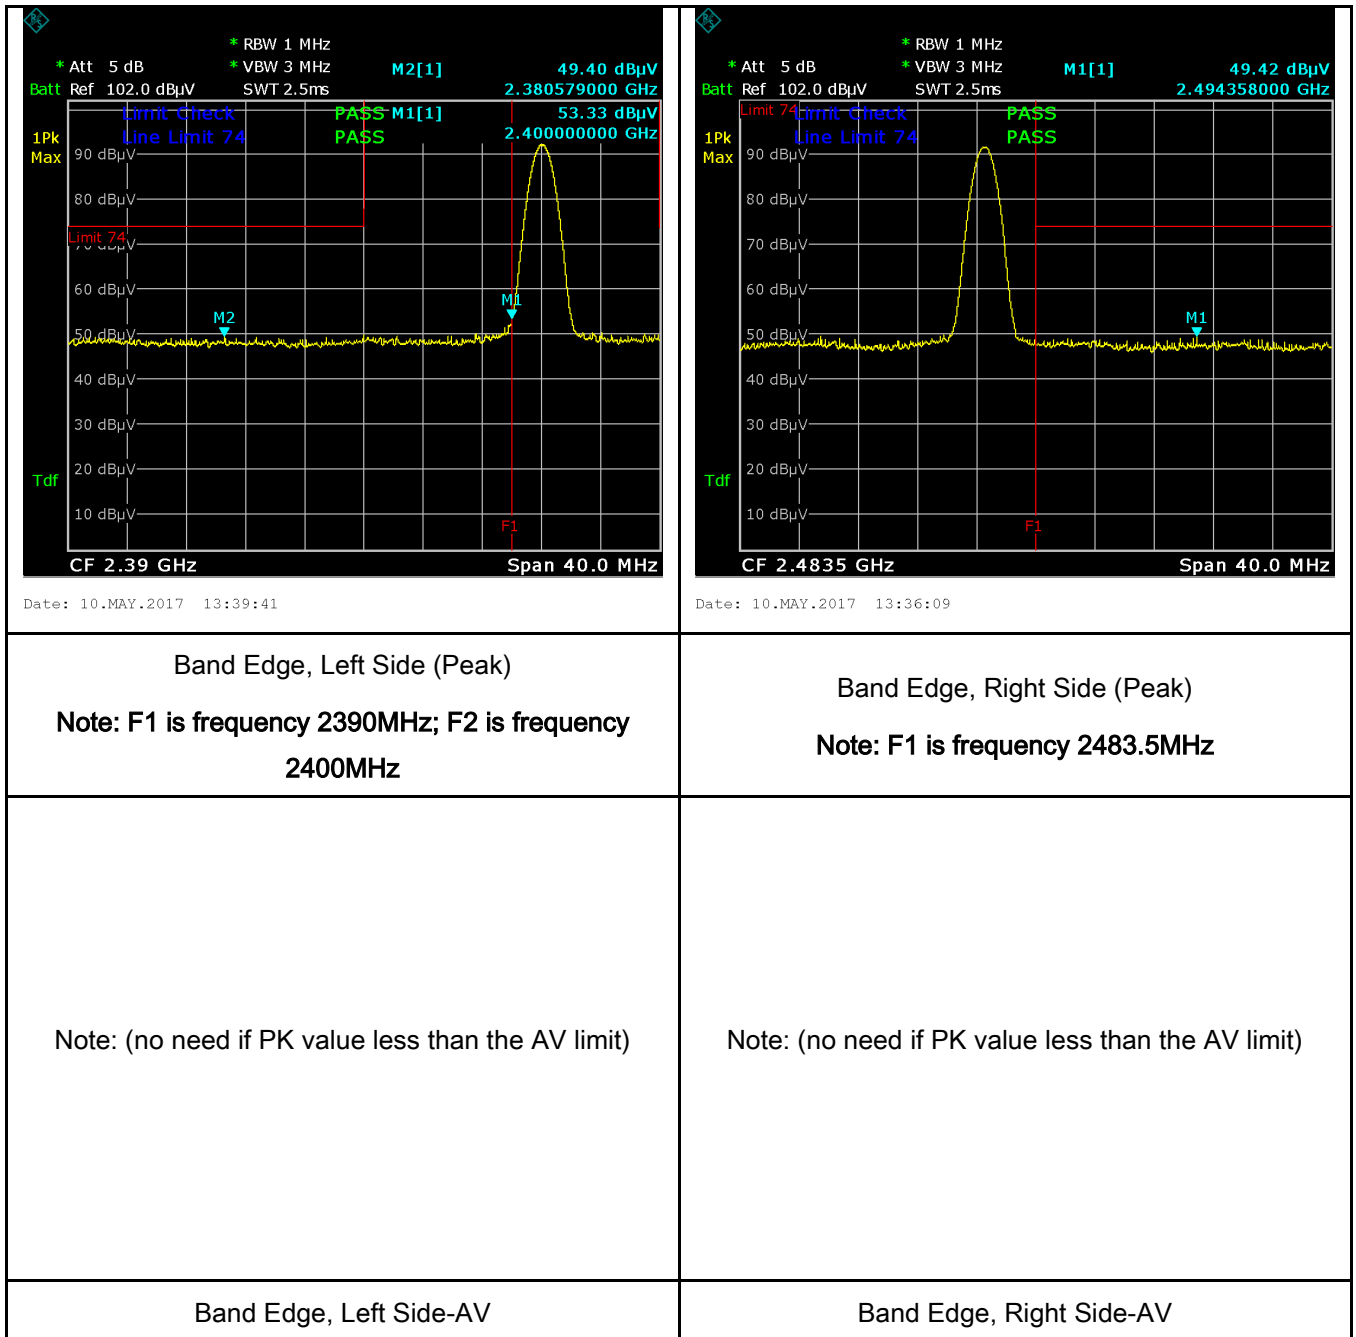 * RBW 1 MHz
* Att 5 dB * VBW 3 MHz M2[1] 49.40 dBµV
Batt Ref 102.0 dBµV SWT 2.5ms 2.380579000 GHz
Limit Check PASS M1[1] 53.33 dBµV
1Pk Line Limit 74 PASS 2.400000000 GHz
Max 90 dBµV
80 dBµV
Limit 74
70 dBµV
60 dBµV
M1
M2
50 dBµV
40 dBµV
30 dBµV
20 dBµV
Tdf
10 dBµV
F1
CF 2.39 GHz Span 40.0 MHz
Date: 10.MAY.2017 13:39:41
* RBW 1 MHz
* Att 5 dB * VBW 3 MHz M1[1] 49.42 dBµV
Batt Ref 102.0 dBµV SWT 2.5ms 2.494358000 GHz
Limit 74 Limit Check PASS
1Pk Line Limit 74 PASS
Max 90 dBµV
80 dBµV
70 dBµV
60 dBµV
M1
50 dBµV
40 dBµV
30 dBµV
20 dBµV
Tdf
10 dBµV
F1
CF 2.4835 GHz Span 40.0 MHz
Date: 10.MAY.2017 13:36:09
Band Edge, Left Side (Peak)
Note: F1 is frequency 2390MHz; F2 is frequency
2400MHz
Band Edge, Right Side (Peak)
Note: F1 is frequency 2483.5MHz
Note: (no need if PK value less than the AV limit)
Note: (no need if PK value less than the AV limit)
Band Edge, Left Side-AV
Band Edge, Right Side-AV